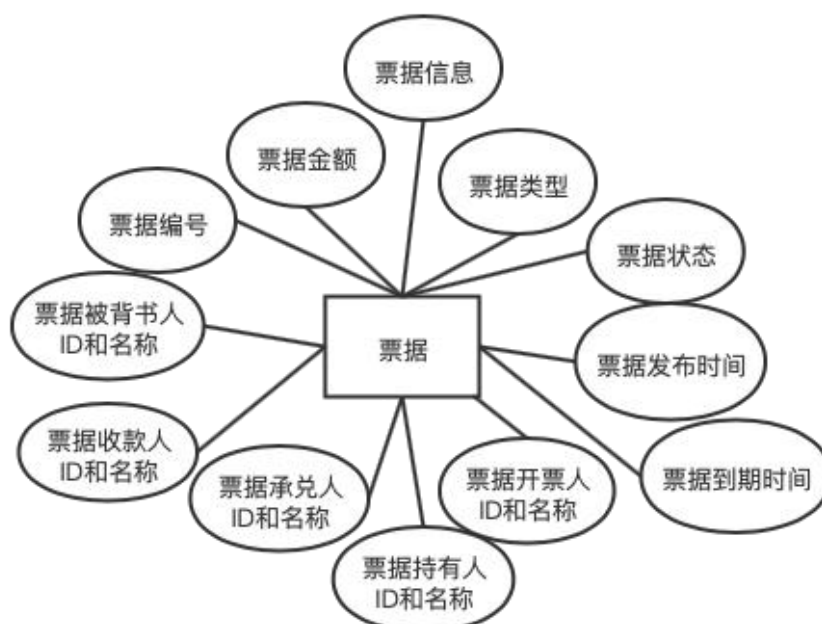 票据信息
票据金额
票据类型
票据编号
票据状态
票据被背书人
ID和名称
票据
票据发布时间
票据收款人
ID和名称
票据承兑人
ID和名称
票据开票人
ID和名称
票据到期时间
票据持有人
ID和名称